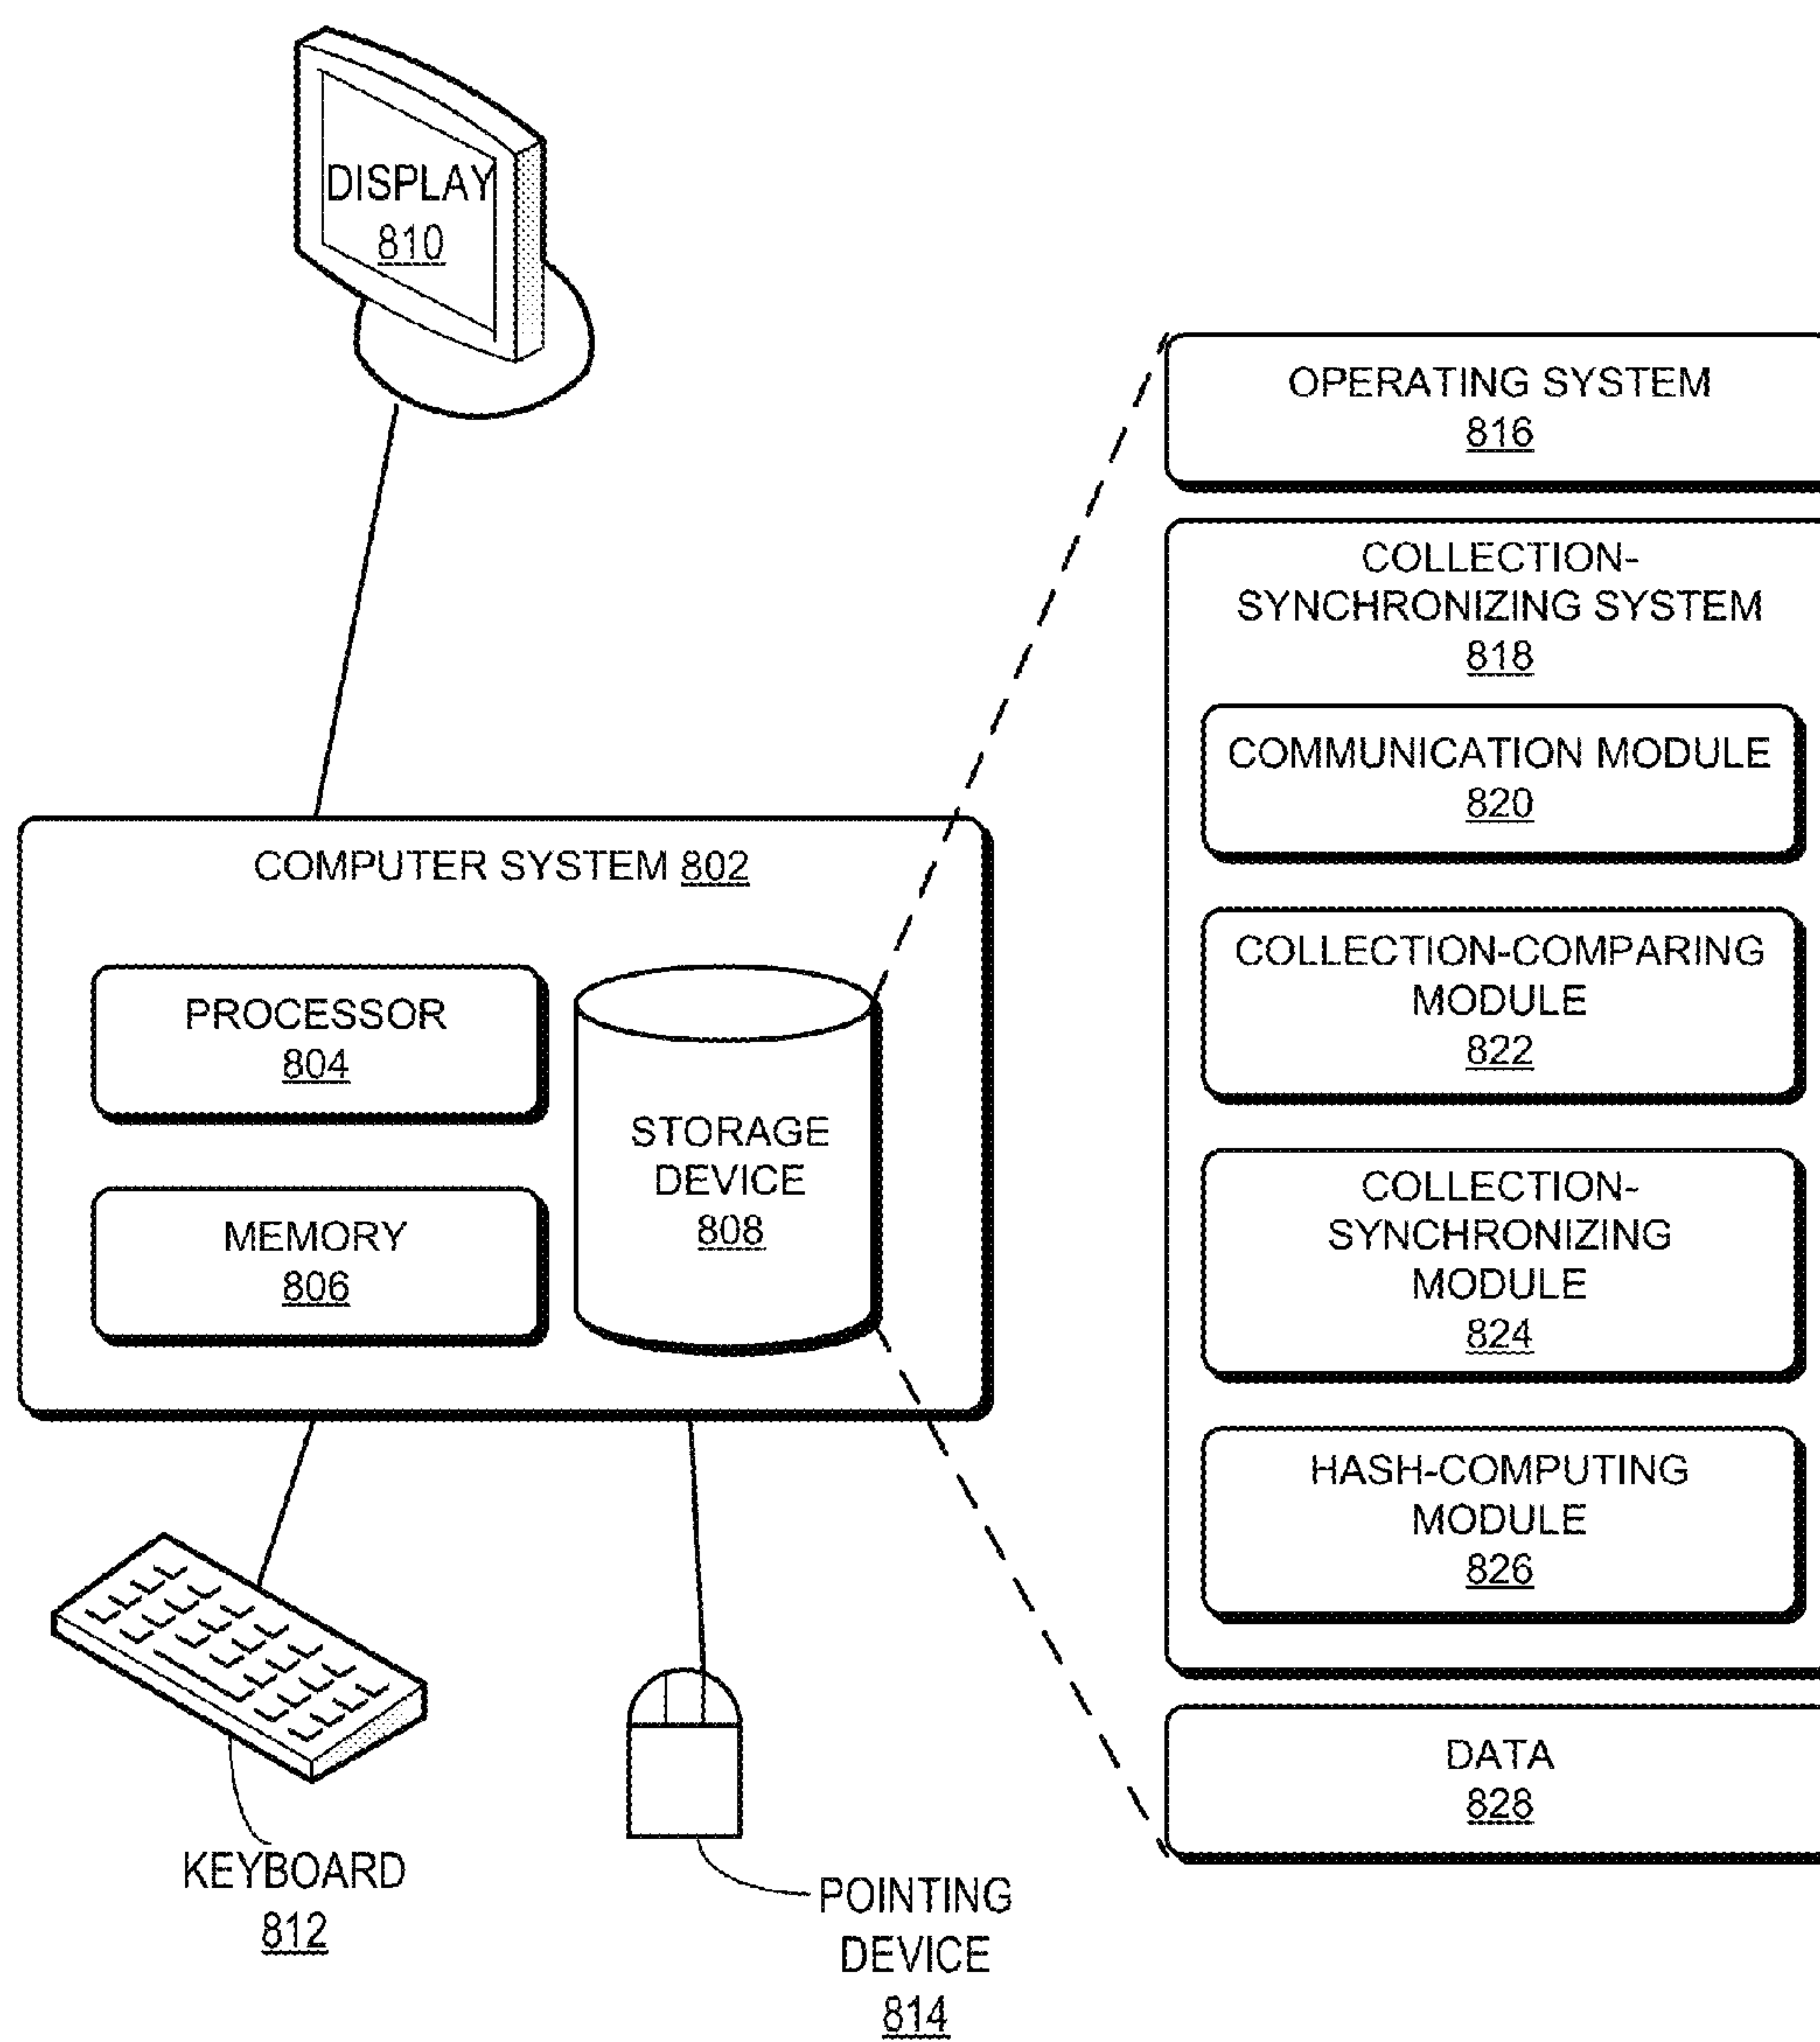 DISPLAY
810
COMPUTER SYSTEM 802
PROCESSOR
804
MEMORY
806
STORAGE
DEVICE
808
KEYBOARD
812
POINTING
DEVICE
814
OPERATING SYSTEM
816
COLLECTION-
SYNCHRONIZING SYSTEM
818
COMMUNICATION MODULE
820
COLLECTION-COMPARING
MODULE
822
COLLECTION-
SYNCHRONIZING
MODULE
824
HASH-COMPUTING
MODULE
826
DATA
828